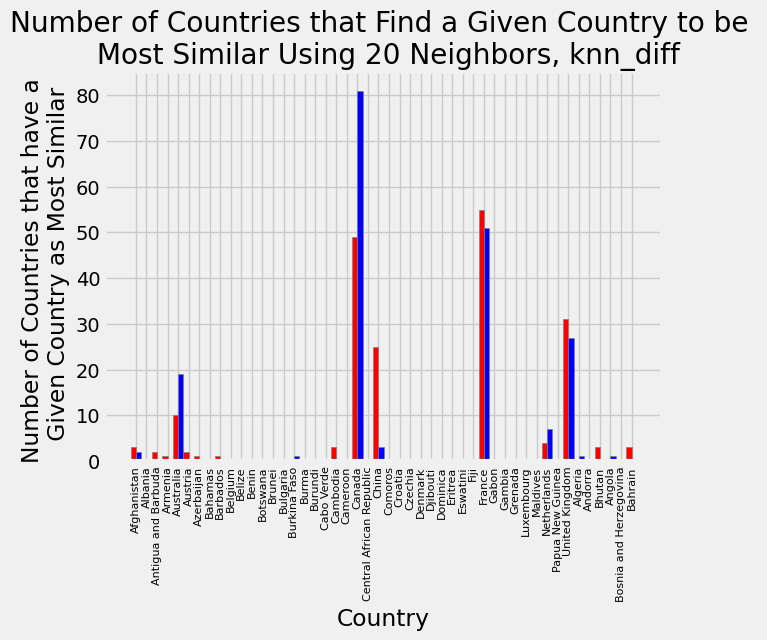 Number of Countries that Find a Given Country to be
Most Similar Using 20 Neighbors, knn_diff
Number of Countries that have a
Given Country as Most Similar
80
70
60
50
40
30
20
10
0
Afghanistan
Albania
Antigua and Barbuda
Armenia
Australia
Austria
Azerbaijan
Bahamas
Barbados
Belgium
Belize
Benin
Botswana
Brunei
Bulgaria
Burkina Faso
Burma
Burundi
Cabo Verde
Cambodia
Cameroon
Canada
Central African Republic
China
Comoros
Croatia
Czechia
Denmark
Djibouti
Dominica
Eritrea
Eswatini
Fiji
France
Gabon
Gambia
Grenada
Luxembourg
Maldives
Netherlands
Papua New Guinea
United Kingdom
Algeria
Andorra
Bhutan
Angola
Bosnia and Herzegovina
Bahrain
Country